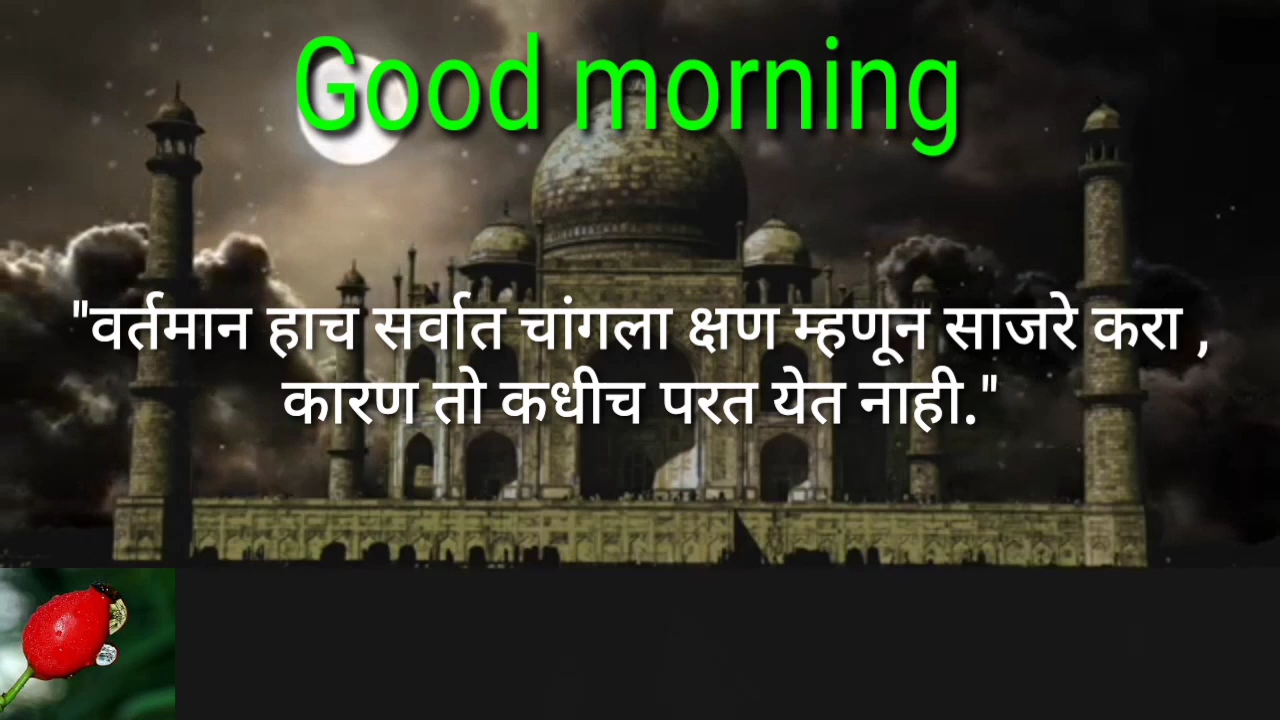 Good morning
"वर्तमान हाच सर्वात चांगला क्षण म्हणून साजरे करा ,
कारण तो कधीच परत येत नाही."